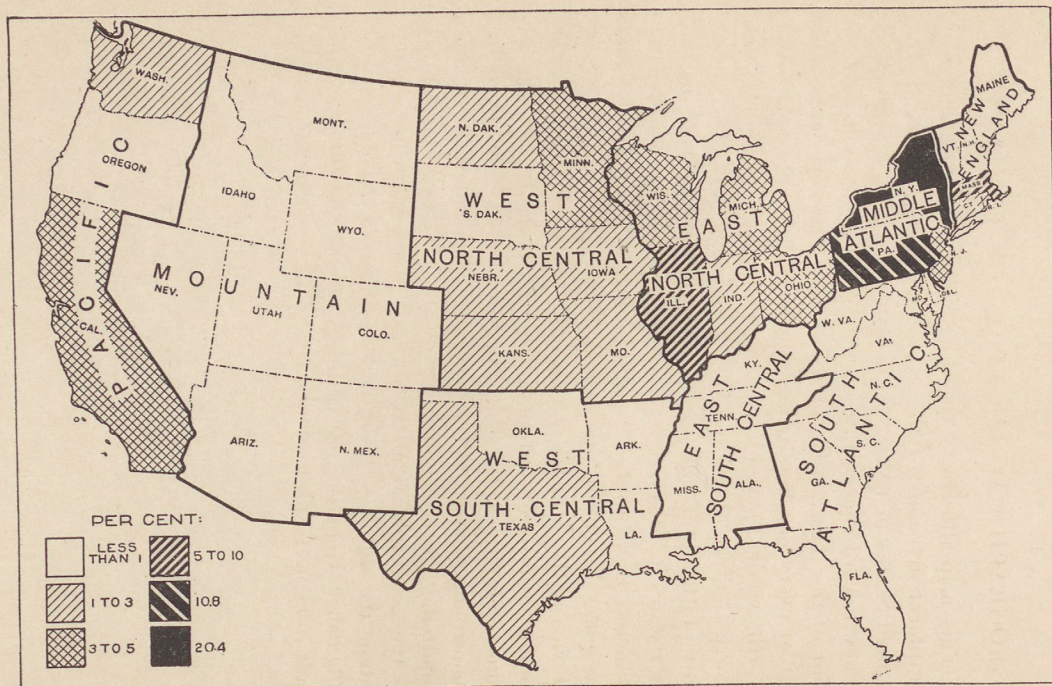 WASH.
OREGON
CAL.
PACIFIC
MONT.
IDAHO
WYO.
NEV.
UTAH
COLO.
ARIZ.
N. MEX.
MOUNTAIN
N. DAK.
S. DAK.
MINN.
NEBR.
IOWA
KANS.
MO.
WEST
NORTH CENTRAL
WIS.
MICH.
ILL.
IND.
OHIO
EAST
NORTH CENTRAL
OKLA.
ARK.
TEXAS
LA.
WEST
SOUTH CENTRAL
KY.
TENN.
MISS.
ALA.
EAST
SOUTH CENTRAL
MAINE
VT.
N.H.
MASS.
CT.
R.I.
NEW
ENGLAND
N. Y.
PA.
N. J.
MIDDLE
ATLANTIC
DEL.
MD.
W. VA.
VA.
N. C.
S. C.
GA.
FLA.
SOUTH
ATLANTIC
PER CENT:
LESS
THAN 1
1 TO 3
3 TO 5
5 TO 10
10.8
20.4